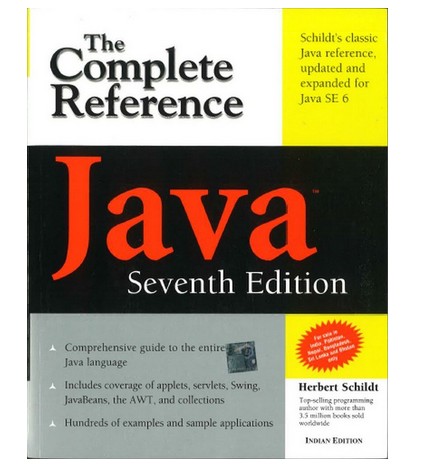 The
Complete
Reference
Schildt's classic
Java reference,
updated and
expanded for
Java SE 6
Java™
Seventh Edition
Comprehensive guide to the entire
Java language
Includes coverage of applets, servlets, Swing,
JavaBeans, the AWT, and collections
Hundreds of examples and sample applications
For sale in
India, Pakistan,
Nepal, Bangladesh,
Sri Lanka and Bhutan
only
Herbert Schildt
Top-selling programming
author with more than
3.5 million books sold
worldwide
INDIAN EDITION